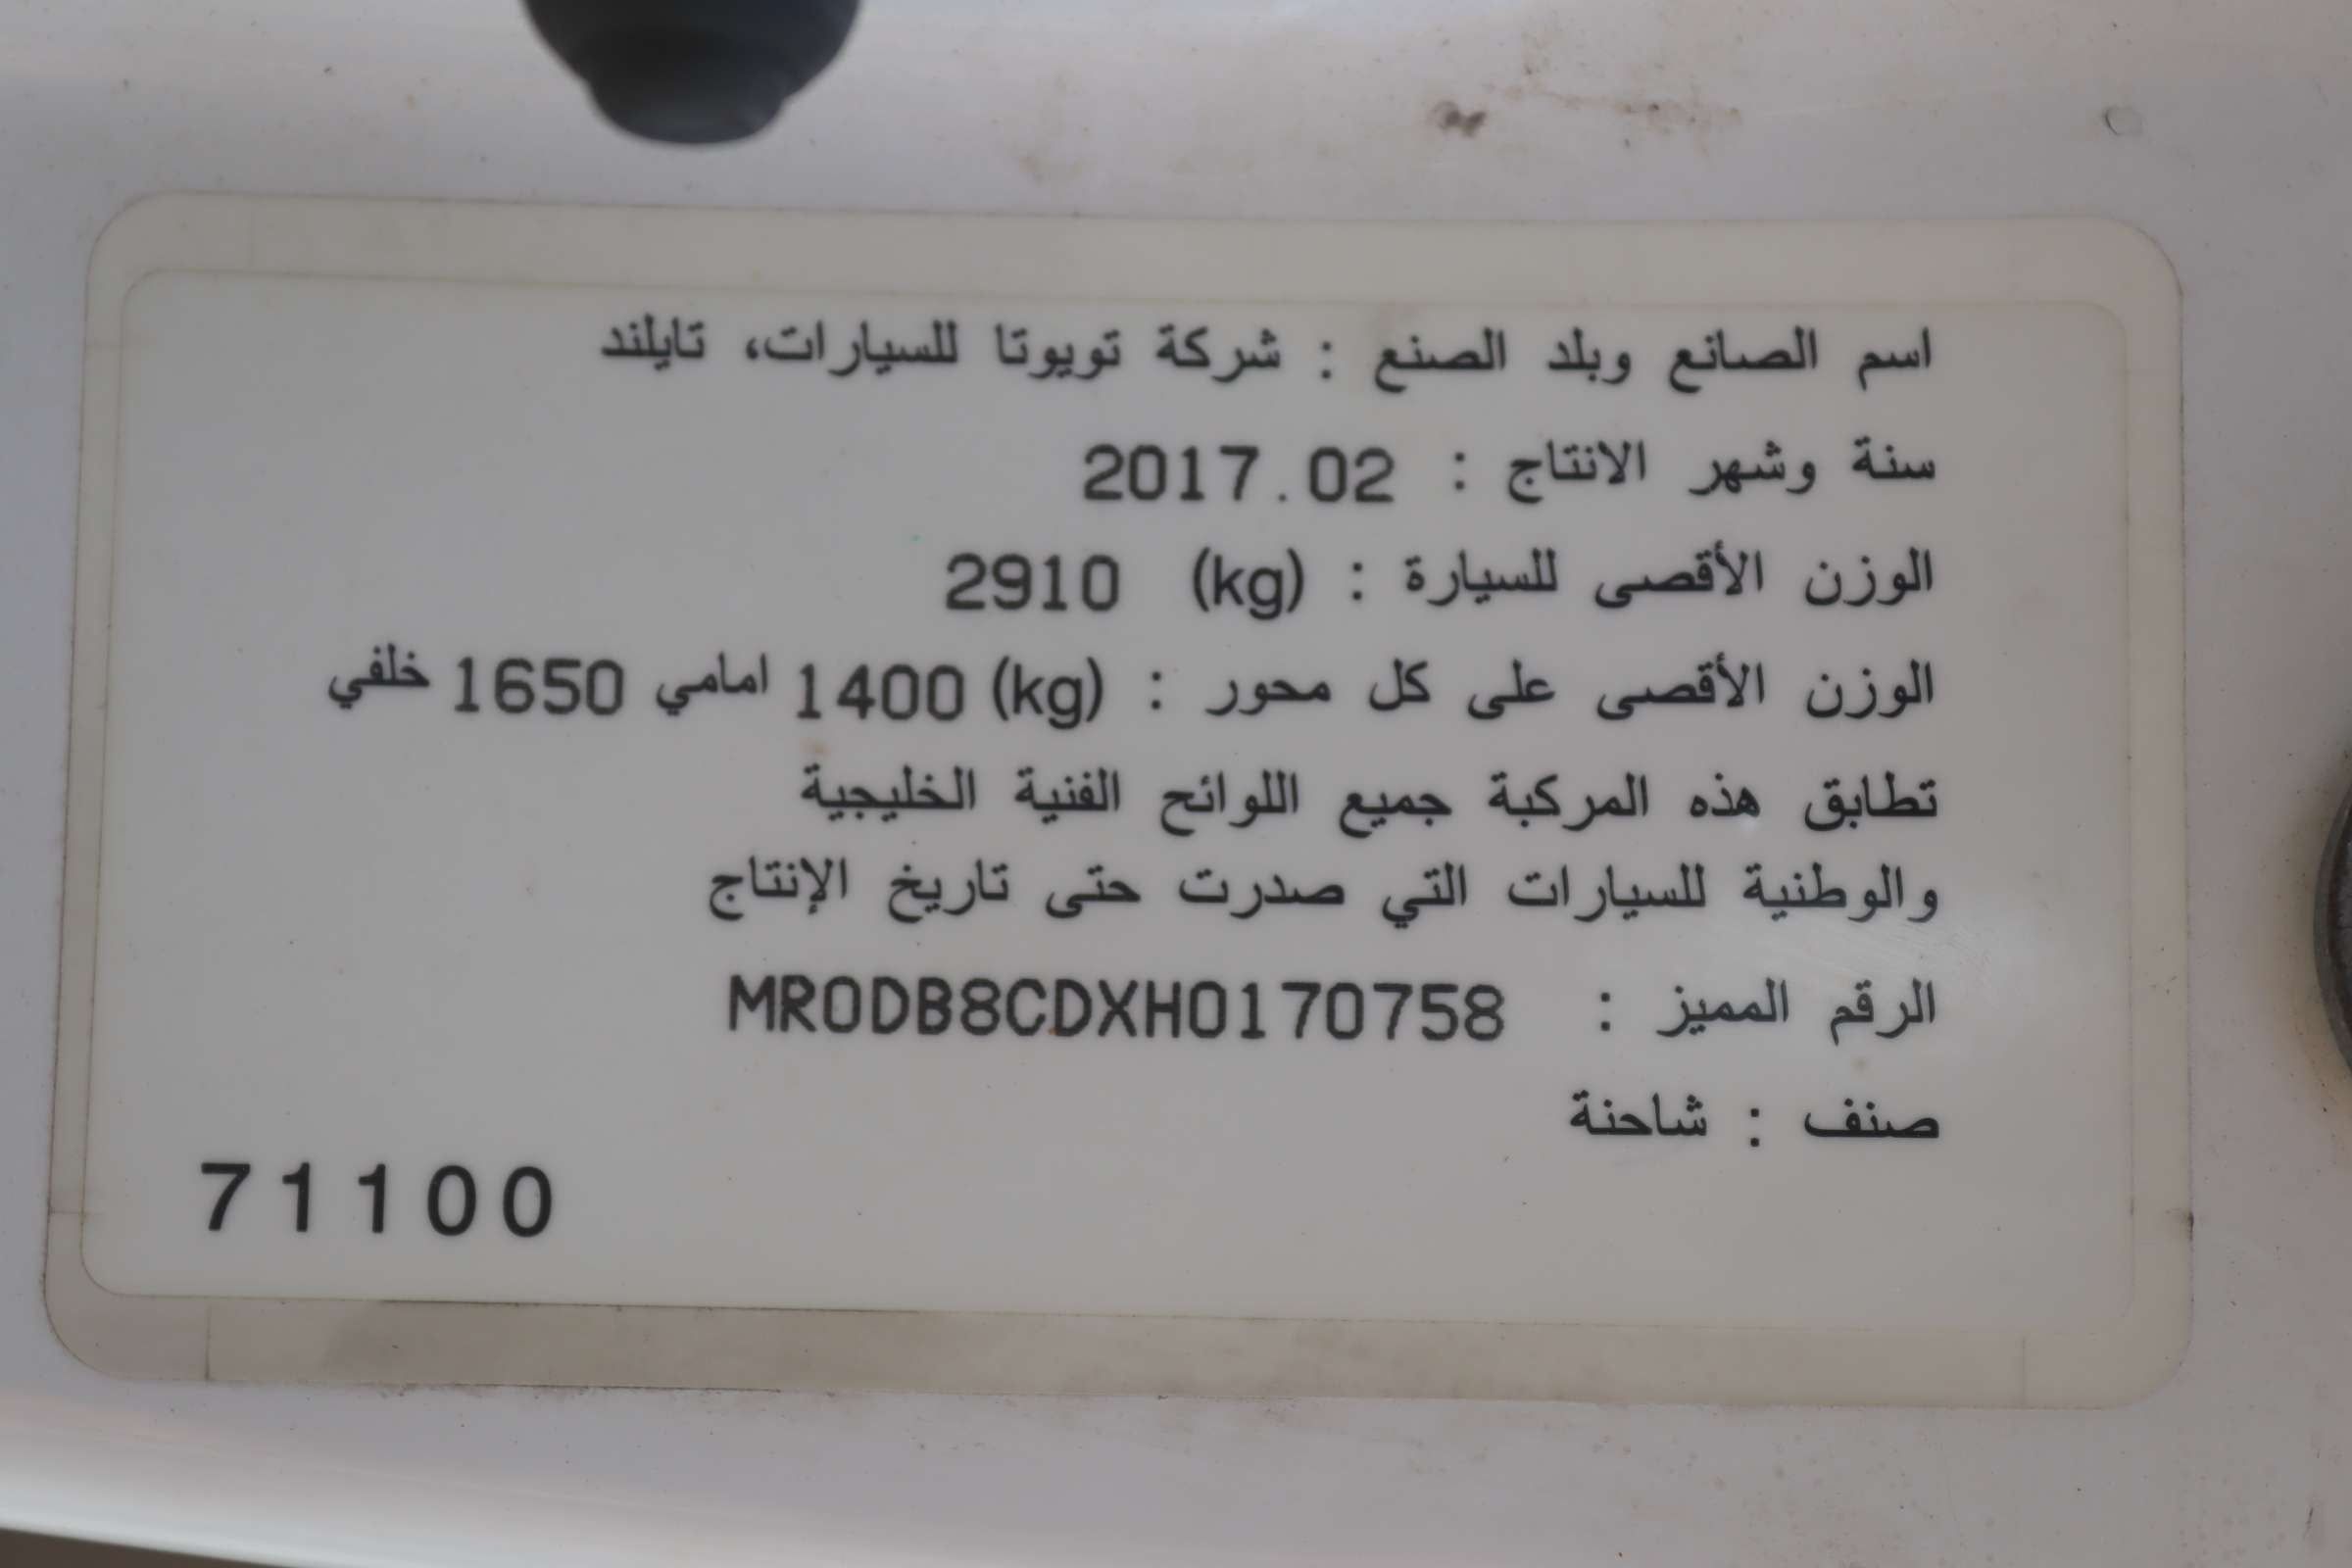 اسم الصانع وبلد الصنع : شركة تويوتا للسيارات، تايلند
سنة وشهر الانتاج : 2017.02
الوزن الأقصى للسيارة : (kg) 2910
الوزن الأقصى على كل محور : (kg) 1400 امامي 1650 خلفي
تطابق هذه المركبة جميع اللوائح الفنية الخليجية
والوطنية للسيارات التي صدرت حتى تاريخ الإنتاج
الرقم المميز : MR0DB8CDXH0170758
صنف : شاحنة
71100